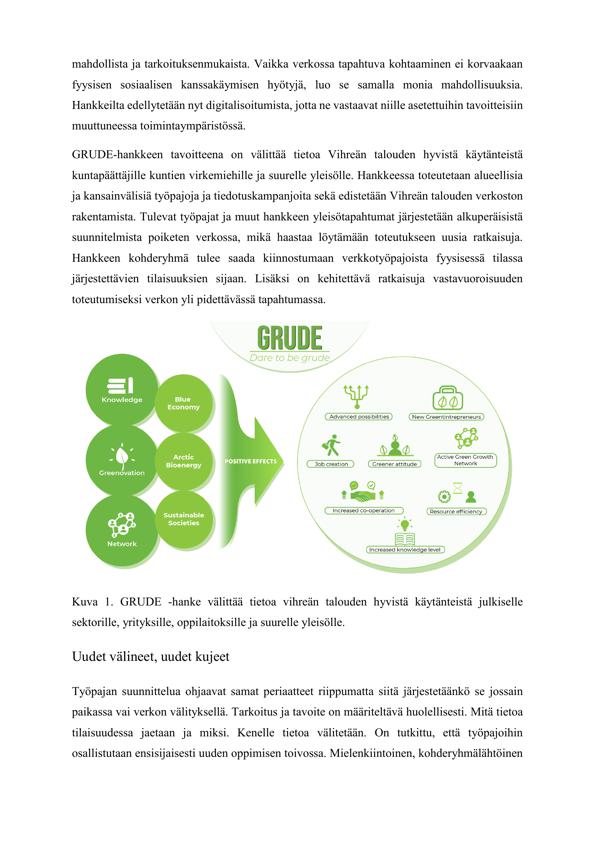 mahdollista ja tarkoituksenmukaista. Vaikka verkossa tapahtuva kohtaaminen ei korvaakaan
fyysisen sosiaalisen kanssakäymisen hyötyjä, luo se samalla monia mahdollisuuksia.
Hankkeilta edellytetään nyt digitalisoitumista, jotta ne vastaavat niille asetettuihin tavoitteisiin
muuttuneessa toimintaympäristössä.
GRUDE-hankkeen tavoitteena on välittää tietoa Vihreän talouden hyvistä käytänteistä
kuntapäättäjille kuntien virkemiehille ja suurelle yleisölle. Hankkeessa toteutetaan alueellisia
ja kansainvälisiä työpajoja ja tiedotuskampanjoita sekä edistetään Vihreän talouden verkoston
rakentamista. Tulevat työpajat ja muut hankkeen yleisötapahtumat järjestetään alkuperäisistä
suunnitelmista poiketen verkossa, mikä haastaa löytämään toteutukseen uusia ratkaisuja.
Hankkeen kohderyhmä tulee saada kiinnostumaan verkkotyöpajoista fyysisessä tilassa
järjestettävien tilaisuuksien sijaan. Lisäksi on kehitettävä ratkaisuja vastavuoroisuuden
toteutumiseksi verkon yli pidettävässä tapahtumassa.
GRUDE
Dare to be grude
Knowledge
Blue
Economy
Greenovation
Arctic
Bioenergy
Network
Sustainable
Societies
POSITIVE EFFECTS
Advanced possibilities
New Greentintrepreneurs
Job creation
Greener attitude
Active Green Growth
Network
Increased co-operation
Resource efficiency
Increased knowledge level
Kuva 1. GRUDE -hanke välittää tietoa vihreän talouden hyvistä käytänteistä julkiselle
sektorille, yrityksille, oppilaitoksille ja suurelle yleisölle.
Uudet välineet, uudet kujeet
Työpajan suunnittelua ohjaavat samat periaatteet riippumatta siitä järjestetäänkö se jossain
paikassa vai verkon välityksellä. Tarkoitus ja tavoite on määriteltävä huolellisesti. Mitä tietoa
tilaisuudessa jaetaan ja miksi. Kenelle tietoa välitetään. On tutkittu, että työpajoihin
osallistutaan ensisijaisesti uuden oppimisen toivossa. Mielenkiintoinen, kohderyhmälähtöinen